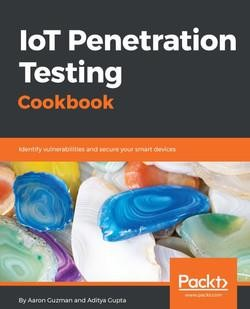 IoT Penetration
Testing
Cookbook
Identify vulnerabilities and secure your smart devices
Packt>
www.packt.com
By Aaron Guzman and Aditya Gupta